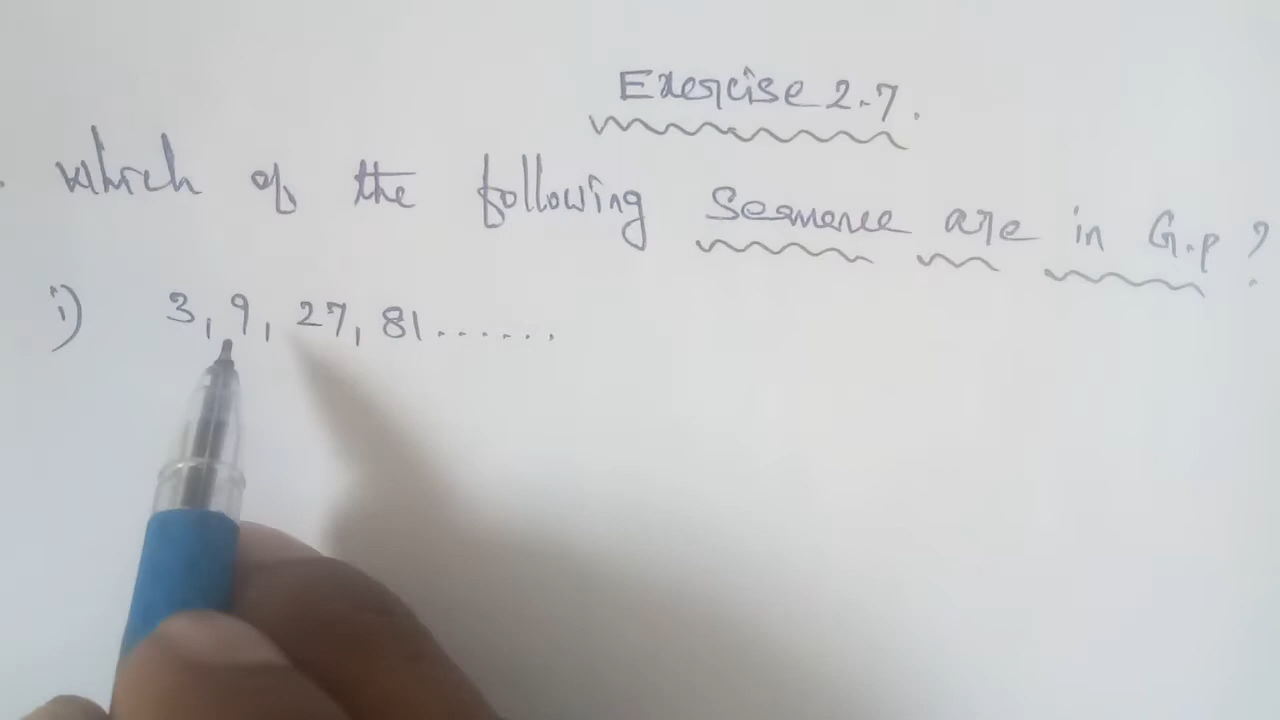 Exercise 2.7.
which of the following Sequence are in G.p ?
i) 3, 9, 27, 81......